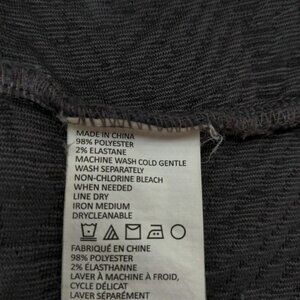 MADE IN CHINA
98% POLYESTER
2% ELASTANE
MACHINE WASH COLD GENTLE
WASH SEPARATELY
NON-CHLORINE BLEACH
WHEN NEEDED
LINE DRY
IRON MEDIUM
DRYCLEANABLE
FABRIQUÉ EN CHINE
98% POLYESTER
2% ÉLASTHANNE
LAVER À MACHINE À FROID,
CYCLE DÉLICAT
LAVER SÉPARÉMENT